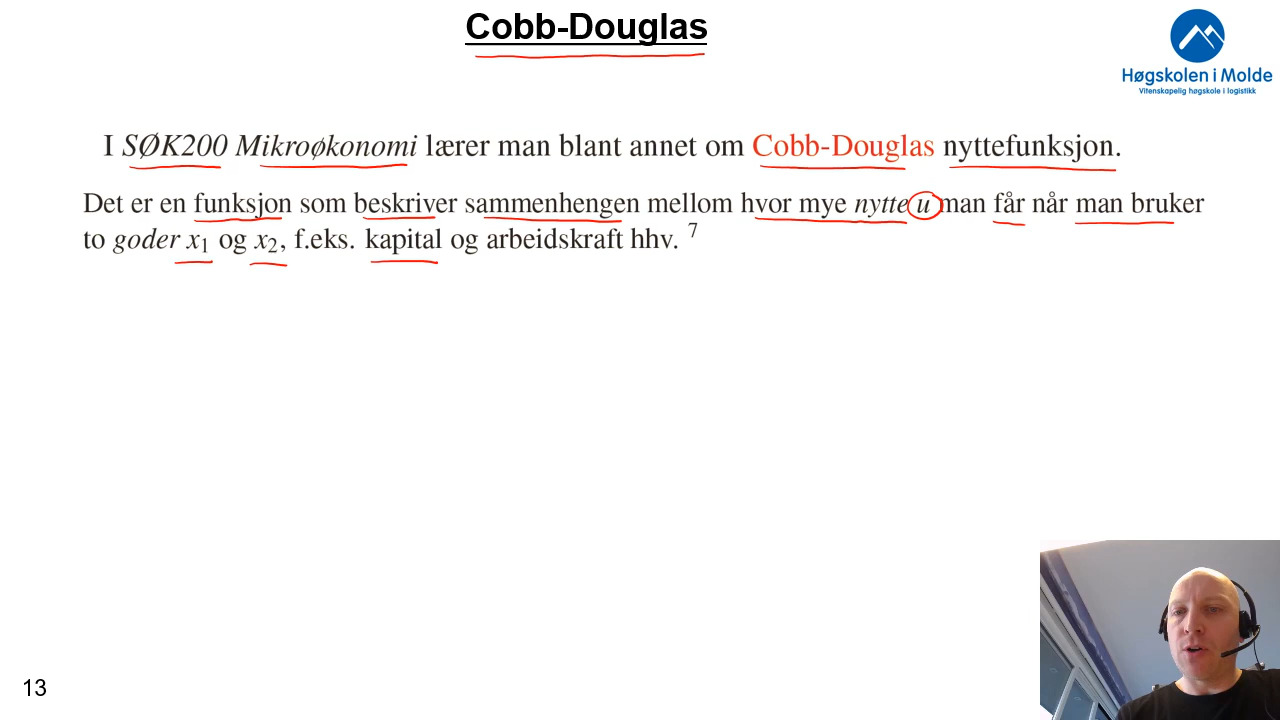 Cobb-Douglas
Høgskolen i Molde
Vitenskapelig høgskole i logistikk
I SØK200 Mikroøkonomi lærer man blant annet om Cobb-Douglas nyttefunksjon.
Det er en funksjon som beskriver sammenhengen mellom hvor mye nytte u man får når man bruker
to goder x₁ og x₂, f.eks. kapital og arbeidskraft hhv. ⁷
13